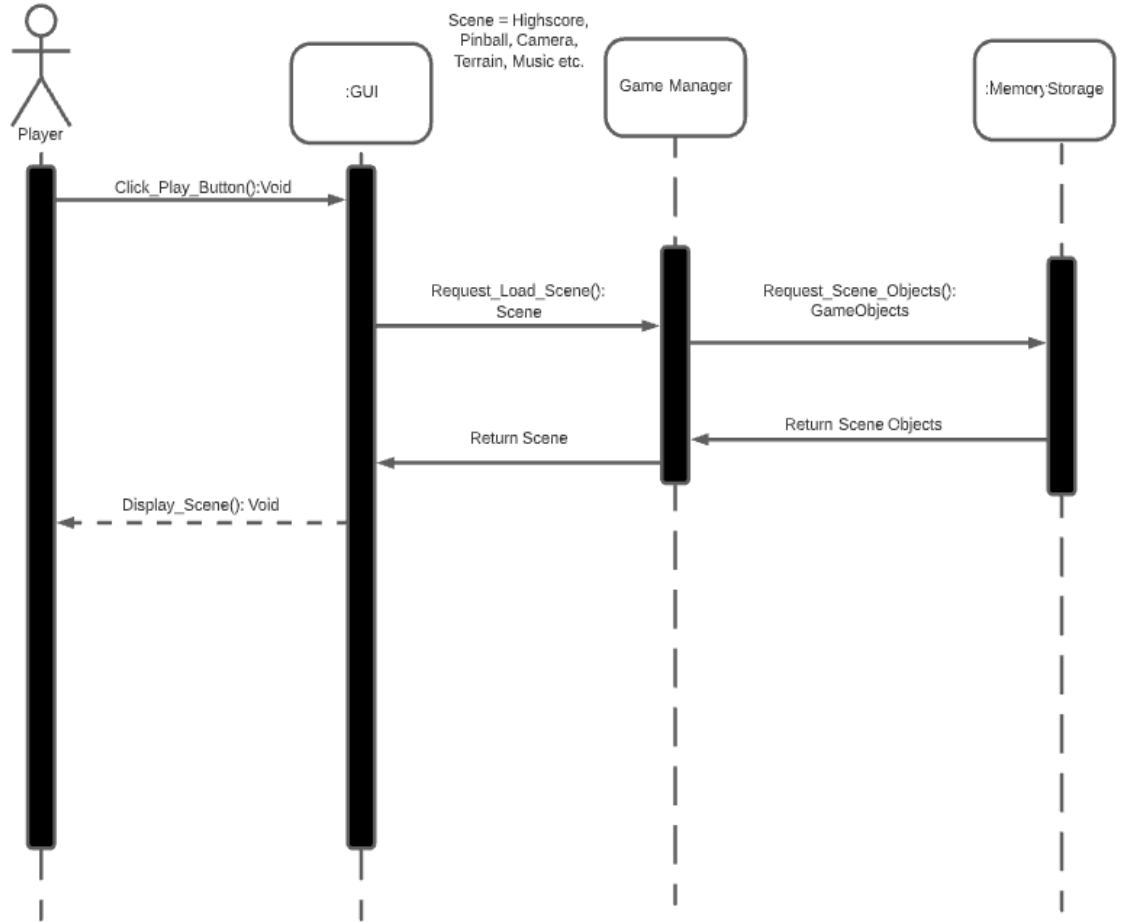 Scene = Highscore,
Pinball, Camera,
Terrain, Music etc.
Player
:GUI
Game Manager
:MemoryStorage
Click_Play_Button():Void
Request_Load_Scene():
Scene
Request_Scene_Objects():
GameObjects
Return Scene Objects
Return Scene
Display_Scene(): Void